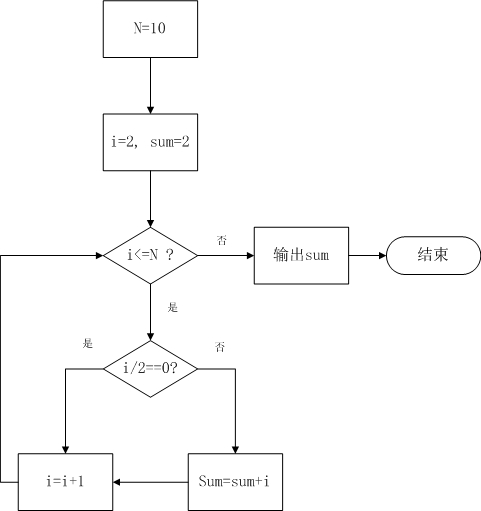 N=10
i=2, sum=2
i<=N ?
否
输出sum
结束
是
i/2==0?
是
否
i=i+1
Sum=sum+i